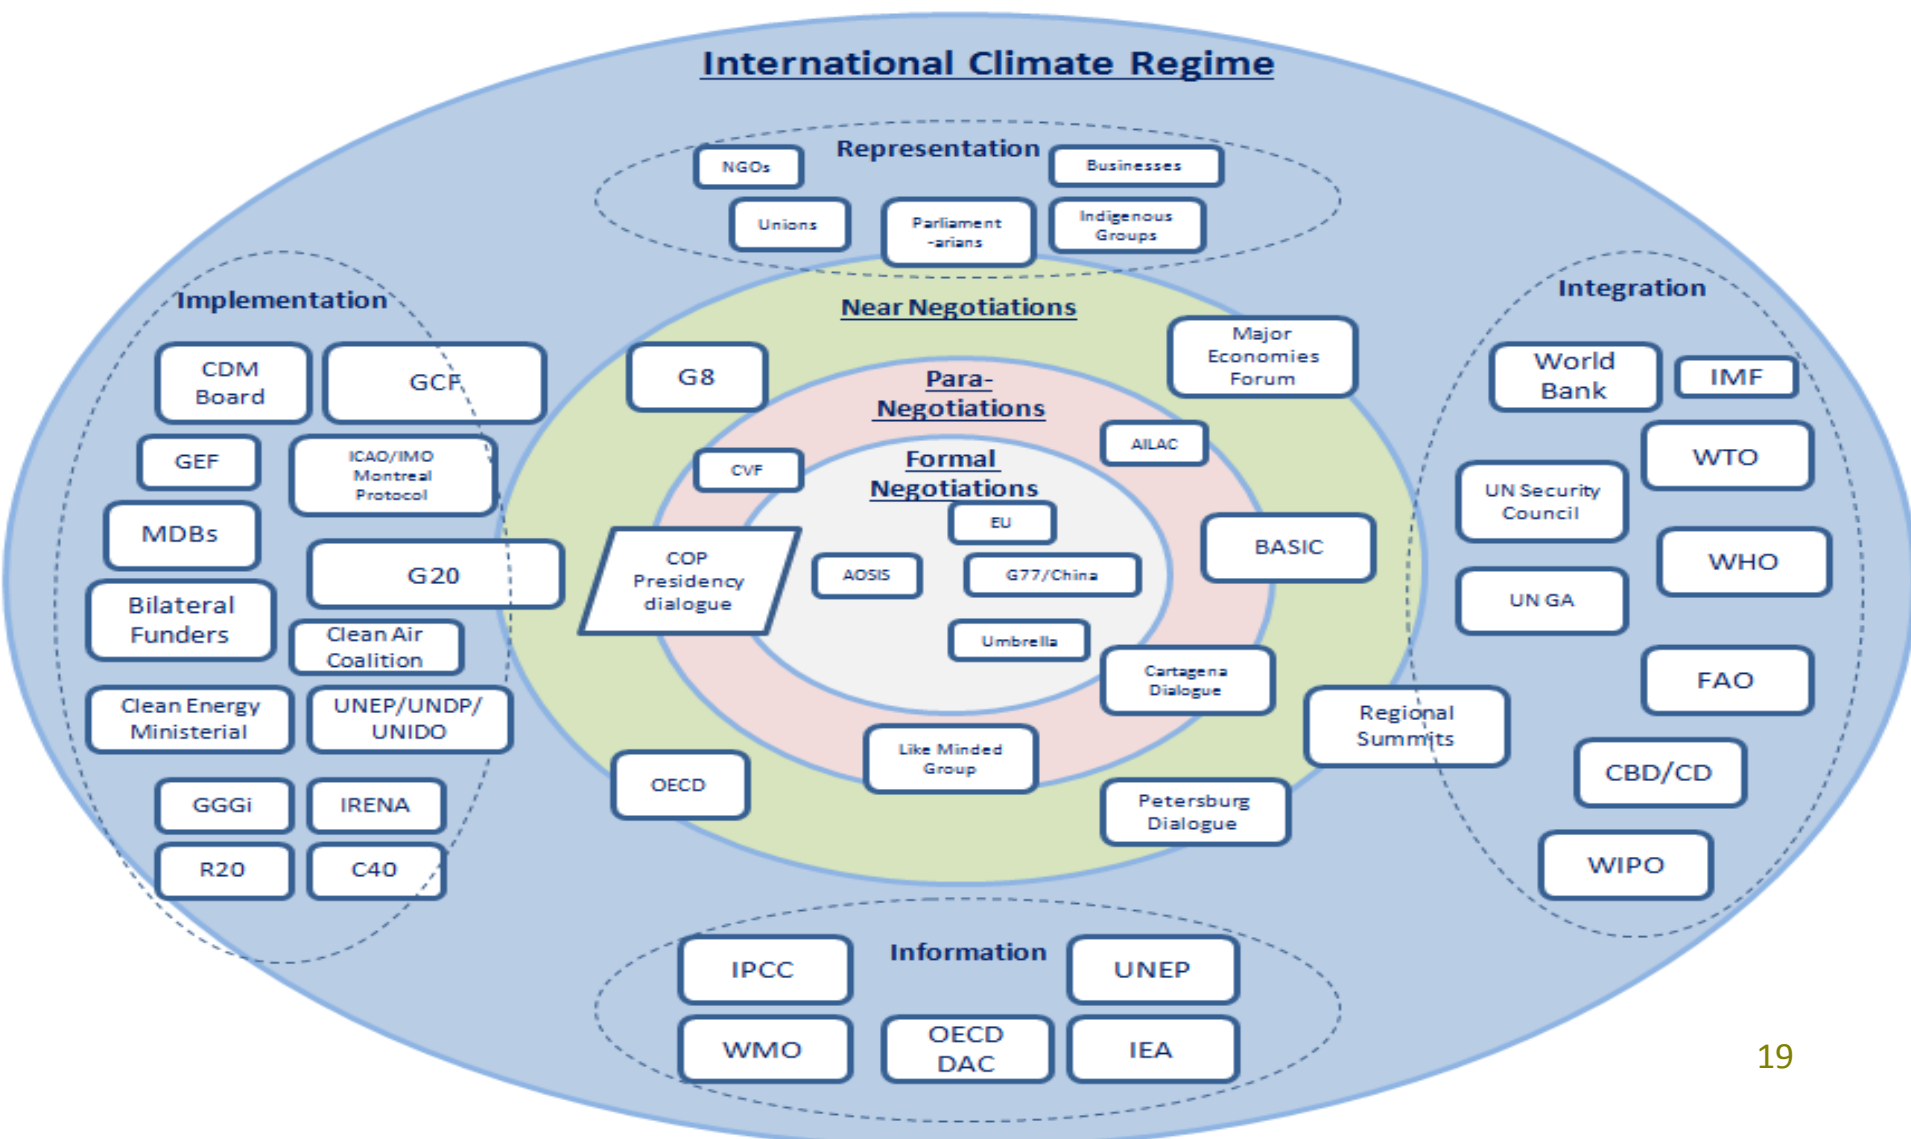 International Climate Regime
Representation
NGOs
Businesses
Unions
Parliament
-arians
Indigenous
Groups
Implementation
CDM
Board
GCF
GEF
ICAO/IMO
Montreal
Protocol
MDBs
G20
Bilateral
Funders
Clean Air
Coalition
Clean Energy
Ministerial
UNEP/UNDP/
UNIDO
GGGi
IRENA
R20
C40
Near Negotiations
G8
Major
Economies
Forum
BASIC
OECD
Petersburg
Dialogue
Regional
Summits
Para-
Negotiations
CVF
AILAC
COP
Presidency
dialogue
Cartagena
Dialogue
Like Minded
Group
Formal
Negotiations
EU
AOSIS
G77/China
Umbrella
Integration
World
Bank
IMF
WTO
UN Security
Council
WHO
UN GA
FAO
CBD/CD
WIPO
Information
IPCC
UNEP
WMO
OECD
DAC
IEA
19